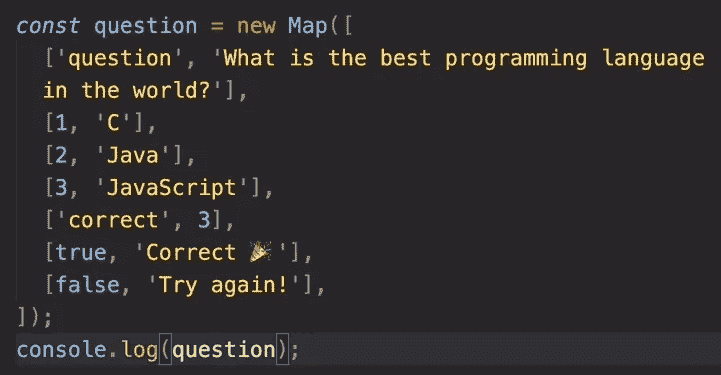 const question = new Map([
['question', 'What is the best programming language
in the world?'],
[1, 'C'],
[2, 'Java'],
[3, 'JavaScript'],
['correct', 3],
[true, 'Correct 🎉'],
[false, 'Try again!'],
]);
console.log(question);